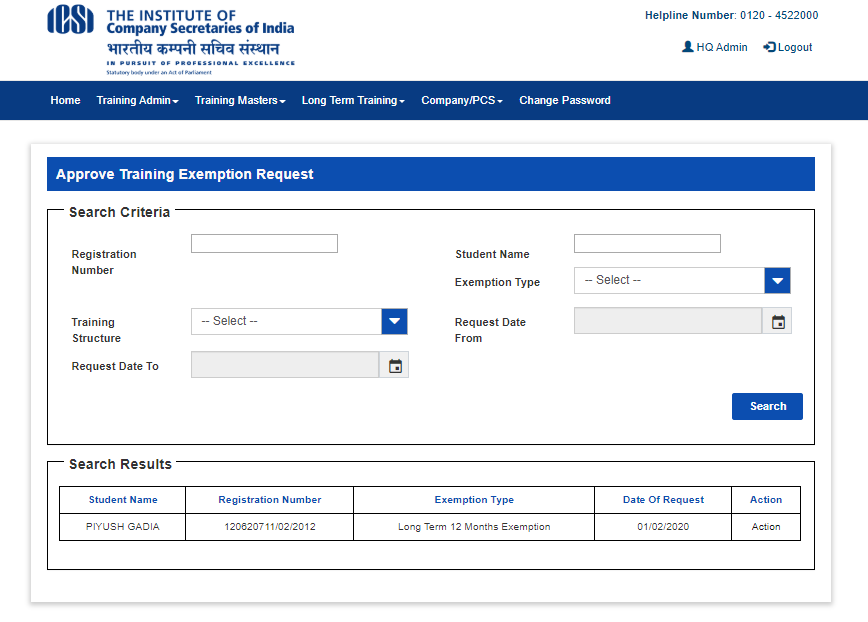 ICSI
THE INSTITUTE OF
Company Secretaries of India
भारतीय कम्पनी सचिव संस्थान
IN PURSUIT OF PROFESSIONAL EXCELLENCE
Statutory body under an Act of Parliament
Helpline Number: 0120 - 4522000
HQ Admin Logout
Home Training Admin Training Masters Long Term Training Company/PCS Change Password
Approve Training Exemption Request
Search Criteria
Registration Number
Student Name
Exemption Type -- Select --
Training Structure -- Select --
Request Date From
Request Date To
Search
Search Results
Student Name Registration Number Exemption Type Date Of Request Action
PIYUSH GADIA 120620711/02/2012 Long Term 12 Months Exemption 01/02/2020 Action